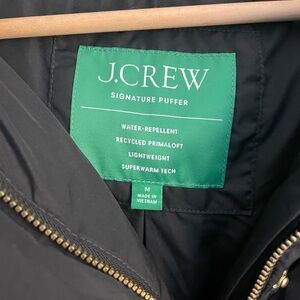 J.CREW
SIGNATURE PUFFER
WATER-REPELLENT
RECYCLED PRIMALOFT
LIGHTWEIGHT
SUPERWARM TECH
M
MADE IN
VIETNAM